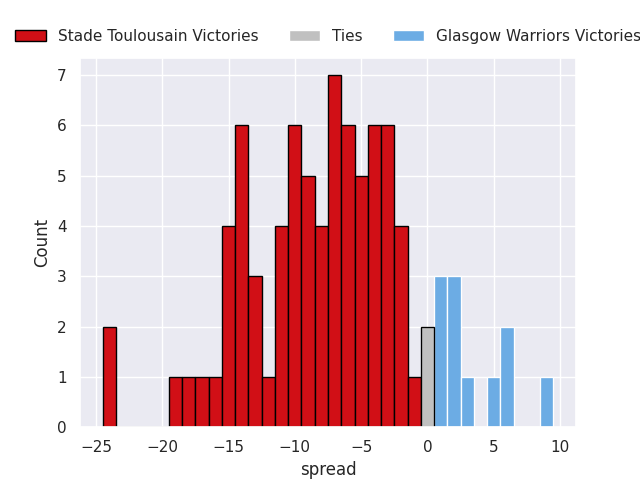 Stade Toulousain Victories Ties Glasgow Warriors Victories
7
6
5
4
3
2
1
0
Count
−25 −20 −15 −10 −5 0 5 10
spread